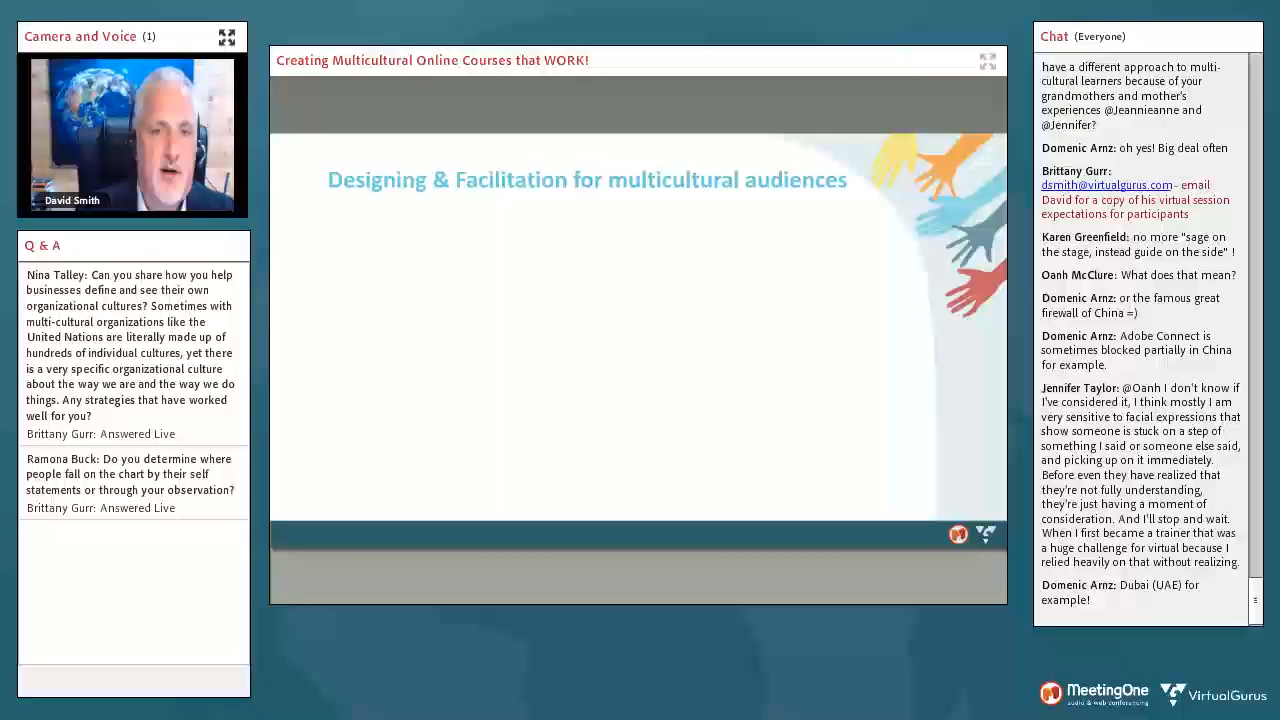 Camera and Voice (1)
David Smith
Q & A
Nina Talley: Can you share how you help
businesses define and see their own
organizational cultures? Sometimes with
multi-cultural organizations like the
United Nations are literally made up of
hundreds of individual cultures, yet there
is a very specific organizational culture
about the way we are and the way we do
things. Any strategies that have worked
well for you?
Brittany Gurr: Answered Live
Ramona Buck: Do you determine where
people fall on the chart by their self
statements or through your observation?
Brittany Gurr: Answered Live
Creating Multicultural Online Courses that WORK!
Designing & Facilitation for multicultural audiences
Chat (Everyone)
have a different approach to multi-
cultural learners because of your
grandmothers and mother's
experiences @Jeannieanne and
@Jennifer?
Domenic Arnz: oh yes! Big deal often
Brittany Gurr:
dsmith@virtualgurus.com - email
David for a copy of his virtual session
expectations for participants
Karen Greenfield: no more "sage on
the stage, instead guide on the side" !
Oanh McClure: What does that mean?
Domenic Arnz: or the famous great
firewall of China =)
Domenic Arnz: Adobe Connect is
sometimes blocked partially in China
for example.
Jennifer Taylor: @Oanh I don't know if
I've considered it, I think mostly I am
very sensitive to facial expressions that
show someone is stuck on a step of
something I said or someone else said,
and picking up on it immediately.
Before even they have realized that
they're not fully understanding,
they're just having a moment of
consideration. And I'll stop and wait.
When I first became a trainer that was
a huge challenge for virtual because I
relied heavily on that without realizing.
Domenic Arnz: Dubai (UAE) for
example!
MeetingOne
audio & web conferencing
VirtualGurus